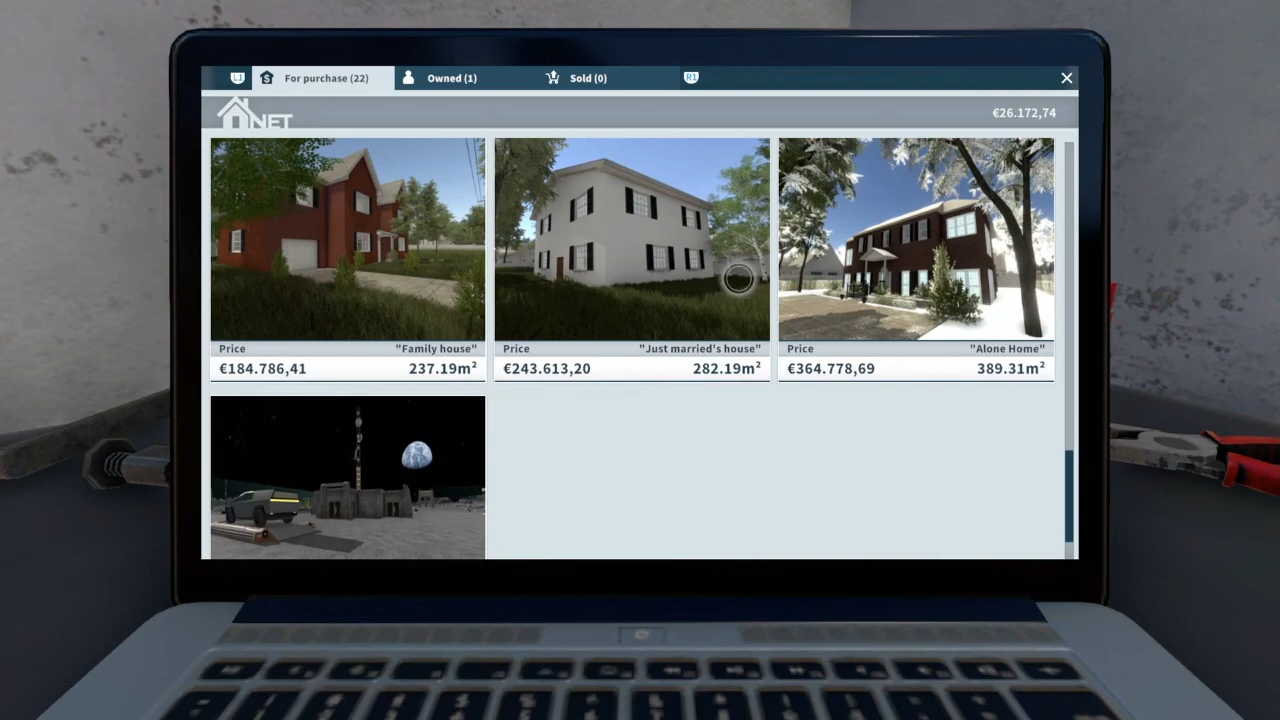 L1 For purchase (22) Owned (1) Sold (0) R1
NET €26.172,74
Price "Family house" Price "Just married's house" Price "Alone Home"
€184.786,41 237.19m² €243.613,20 282.19m² €364.778,69 389.31m²